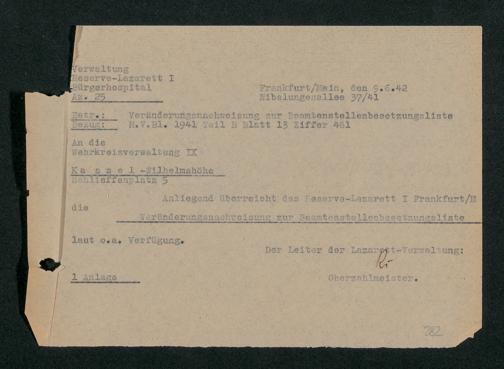 Verwaltung
Reserve-Lazarett I
Bürgerhospital
Az. 25
Frankfurt/Main, den 9.6.42
Nibelungenallee 37/41
Betr.: Veränderungsnachweisung zur Beamtenstellenbesetzungsliste
Bezug: H.V.Bl. 1941 Teil B Blatt 13 Ziffer 461
An die
Wehrkreisverwaltung IX
Kassel-Wilhelmshöhe
Schlieffenplatz 5
Anliegend überreicht das Reserve-Lazarett I Frankfurt/M
die
Veränderungsnachweisung zur Beamtenstellenbesetzungsliste
laut o.a. Verfügung.
Der Leiter der Lazarett-Verwaltung:
1 Anlage
Oberzahlmeister.